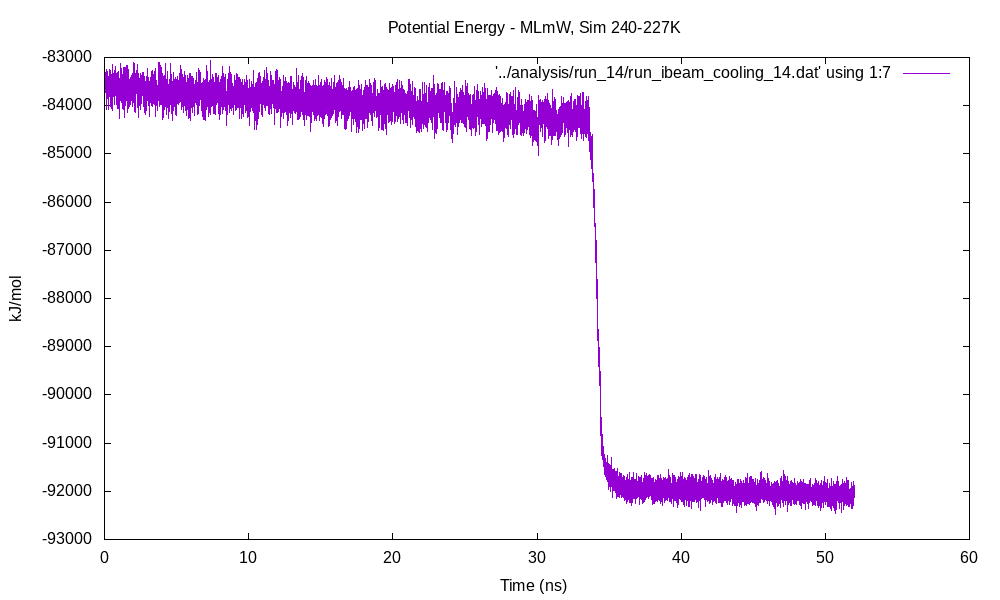 Potential Energy - MLmW, Sim 240-227K
'../analysis/run_14/run_ibeam_cooling_14.dat' using 1:7
-83000
-84000
-85000
-86000
-87000
-88000
-89000
-90000
-91000
-92000
-93000
kJ/mol
0 10 20 30 40 50 60
Time (ns)